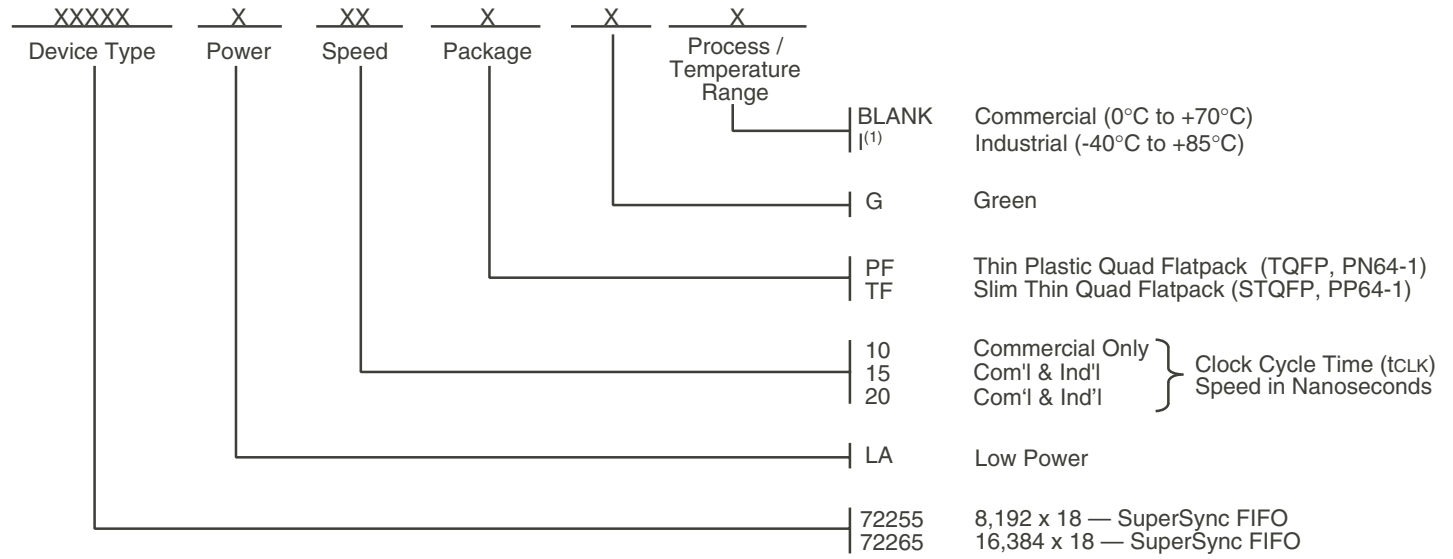 XXXXX X XX X X X
Device Type Power Speed Package Process /
Temperature
Range
BLANK Commercial (0°C to +70°C)
I(1) Industrial (-40°C to +85°C)
G Green
PF Thin Plastic Quad Flatpack (TQFP, PN64-1)
TF Slim Thin Quad Flatpack (STQFP, PP64-1)
10 Commercial Only
15 Com'l & Ind'l
20 Com‘l & Ind’l
Clock Cycle Time (tCLK)
Speed in Nanoseconds
LA Low Power
72255 8,192 x 18 — SuperSync FIFO
72265 16,384 x 18 — SuperSync FIFO